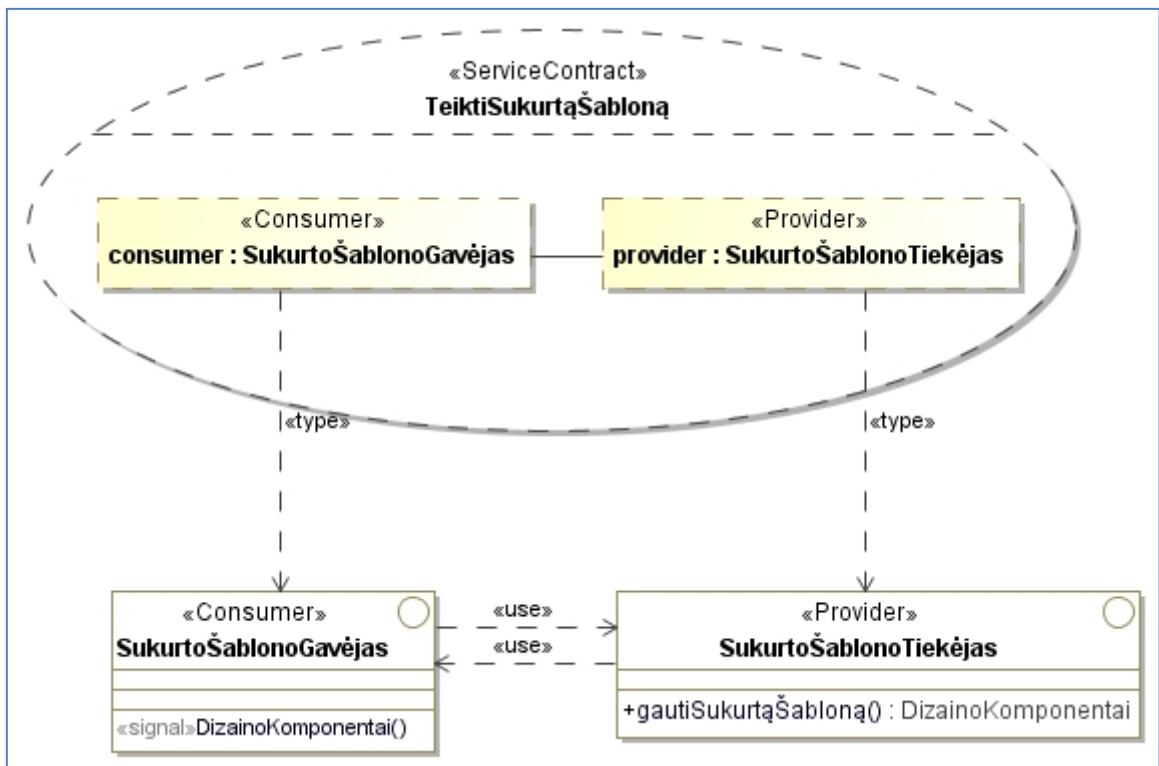 «ServiceContract»
TeiktiSukurtąŠabloną
«Consumer»
consumer : SukurtoŠablonoGavėjas
«Provider»
provider : SukurtoŠablonoTiekėjas
«type»
«type»
«Consumer»
SukurtoŠablonoGavėjas
«signal»DizainoKomponentai()
«use»
«use»
«Provider»
SukurtoŠablonoTiekėjas
+gautiSukurtąŠabloną() : DizainoKomponentai